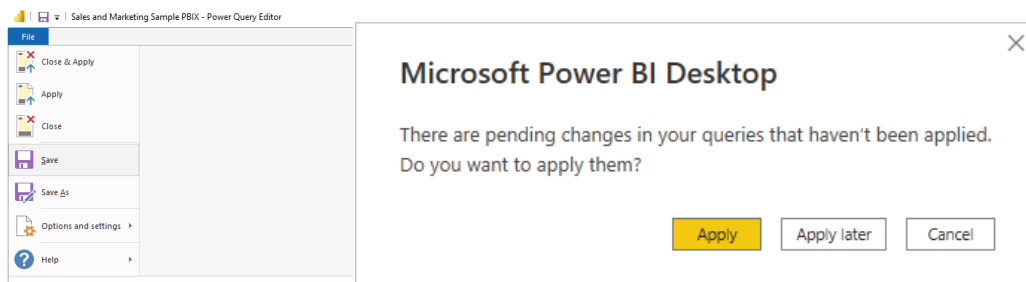 Sales and Marketing Sample PBIX - Power Query Editor
File
Close & Apply
Apply
Close
Save
Save As
Options and settings
Help
Microsoft Power BI Desktop
There are pending changes in your queries that haven't been applied.
Do you want to apply them?
Apply Apply later Cancel